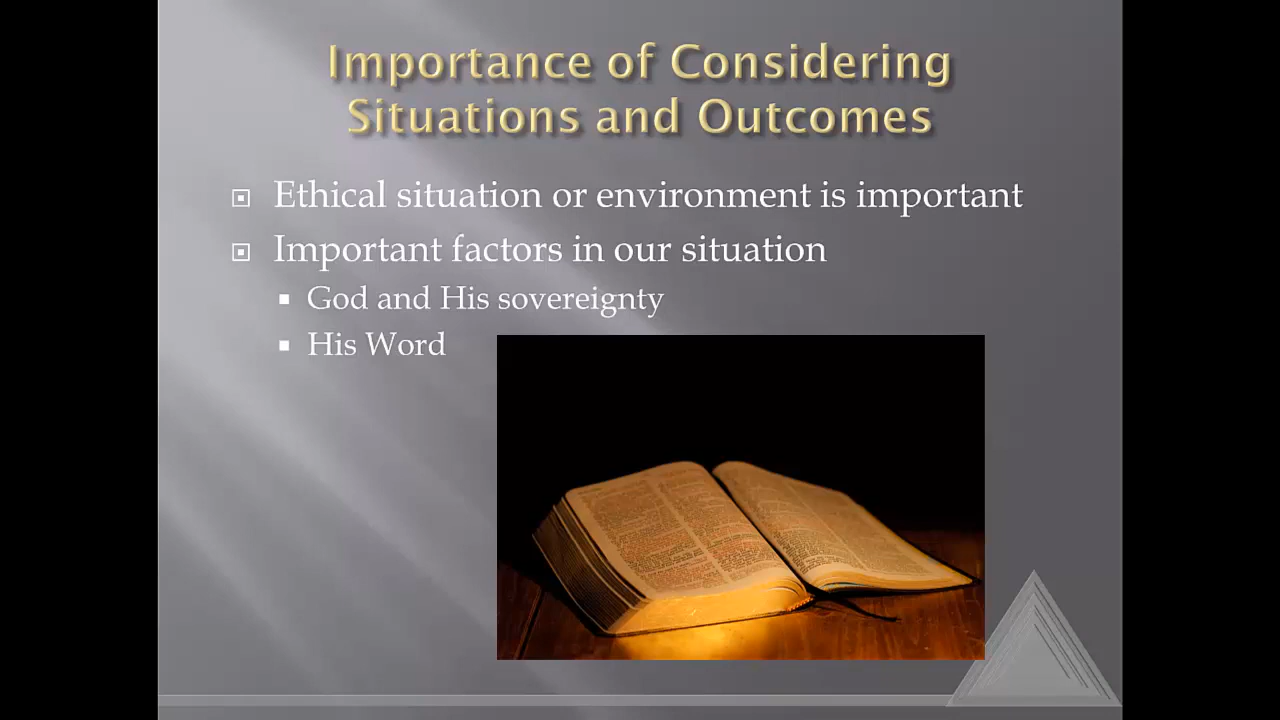 Importance of Considering
Situations and Outcomes
Ethical situation or environment is important
Important factors in our situation
God and His sovereignty
His Word